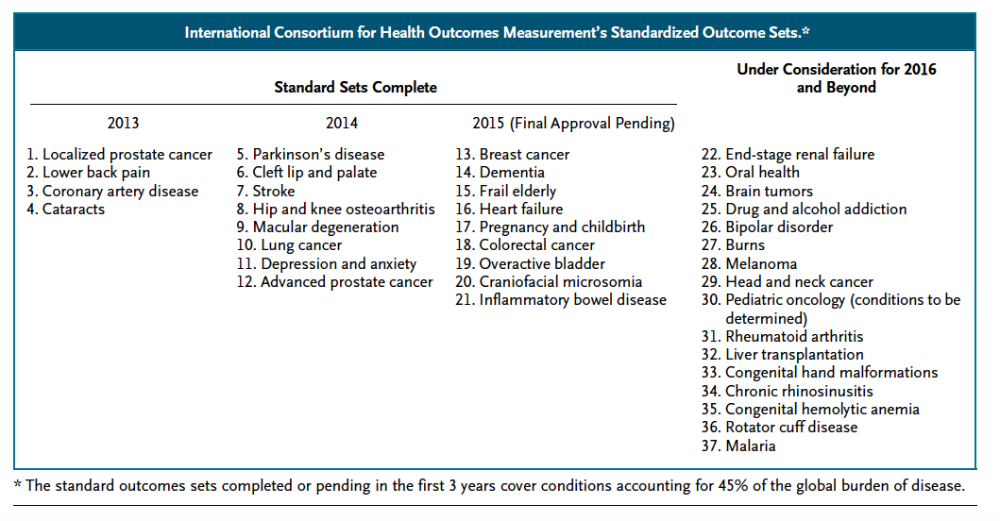 International Consortium for Health Outcomes Measurement's Standardized Outcome Sets.*
Standard Sets Complete
Under Consideration for 2016
and Beyond
2013
1. Localized prostate cancer
2. Lower back pain
3. Coronary artery disease
4. Cataracts
2014
5. Parkinson's disease
6. Cleft lip and palate
7. Stroke
8. Hip and knee osteoarthritis
9. Macular degeneration
10. Lung cancer
11. Depression and anxiety
12. Advanced prostate cancer
2015 (Final Approval Pending)
13. Breast cancer
14. Dementia
15. Frail elderly
16. Heart failure
17. Pregnancy and childbirth
18. Colorectal cancer
19. Overactive bladder
20. Craniofacial microsomia
21. Inflammatory bowel disease
22. End-stage renal failure
23. Oral health
24. Brain tumors
25. Drug and alcohol addiction
26. Bipolar disorder
27. Burns
28. Melanoma
29. Head and neck cancer
30. Pediatric oncology (conditions to be
determined)
31. Rheumatoid arthritis
32. Liver transplantation
33. Congenital hand malformations
34. Chronic rhinosinusitis
35. Congenital hemolytic anemia
36. Rotator cuff disease
37. Malaria
* The standard outcomes sets completed or pending in the first 3 years cover conditions accounting for 45% of the global burden of disease.